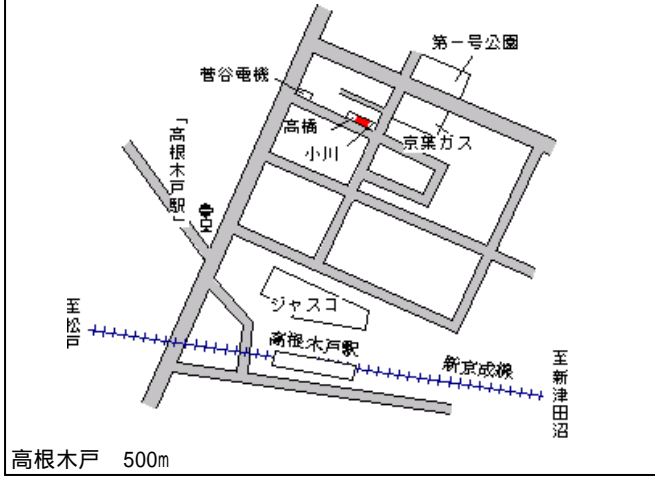 第一号公園
菅谷電機
高橋
小川
京葉ガス
「高根木戸駅」
ジャスコ
至松戸
高根木戸駅
新京成線
至新津田沼
高根木戸 500m